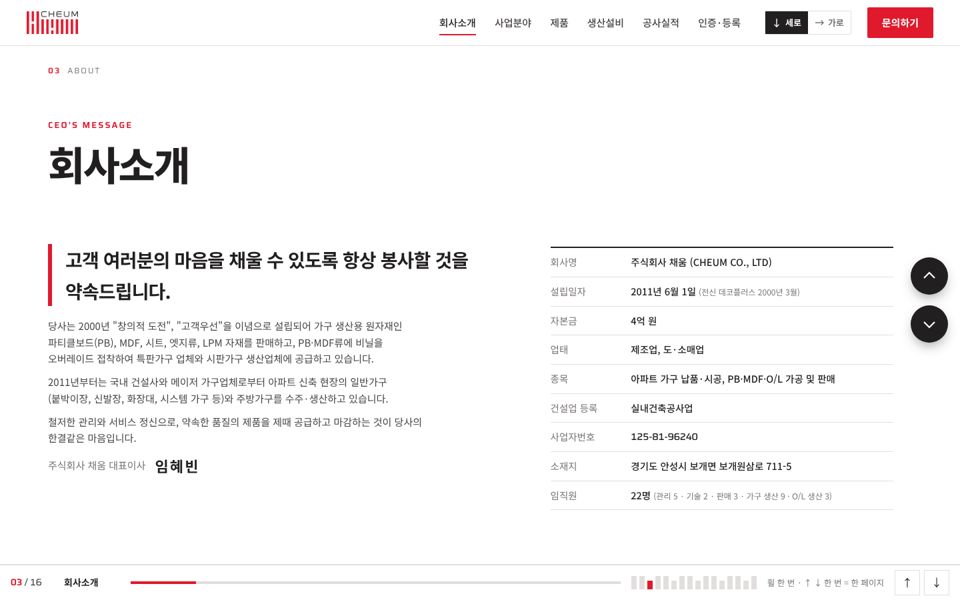 CHEUM
회사소개 사업분야 제품 생산설비 공사실적 인증·등록 ↓ 세로 → 가로 문의하기
03 ABOUT
CEO'S MESSAGE
회사소개
고객 여러분의 마음을 채울 수 있도록 항상 봉사할 것을
약속드립니다.
당사는 2000년 "창의적 도전", "고객우선"을 이념으로 설립되어 가구 생산용 원자재인
파티클보드(PB), MDF, 시트, 엣지류, LPM 자재를 판매하고, PB·MDF류에 비닐을
오버레이드 접착하여 특판가구 업체와 시판가구 생산업체에 공급하고 있습니다.
2011년부터는 국내 건설사와 메이저 가구업체로부터 아파트 신축 현장의 일반가구
(붙박이장, 신발장, 화장대, 시스템 가구 등)와 주방가구를 수주·생산하고 있습니다.
철저한 관리와 서비스 정신으로, 약속한 품질의 제품을 제때 공급하고 마감하는 것이 당사의
한결같은 마음입니다.
주식회사 채움 대표이사 임혜빈
회사명 주식회사 채움 (CHEUM CO., LTD)
설립일자 2011년 6월 1일 (전신 데코플러스 2000년 3월)
자본금 4억 원
업태 제조업, 도·소매업
종목 아파트 가구 납품·시공, PB·MDF·O/L 가공 및 판매
건설업 등록 실내건축공사업
사업자번호 125-81-96240
소재지 경기도 안성시 보개면 보개원삼로 711-5
임직원 22명 (관리 5 · 기술 2 · 판매 3 · 가구 생산 9 · O/L 생산 3)
03 / 16 회사소개 휠 한 번 · ↑ ↓ 한 번 = 한 페이지 ↑ ↓